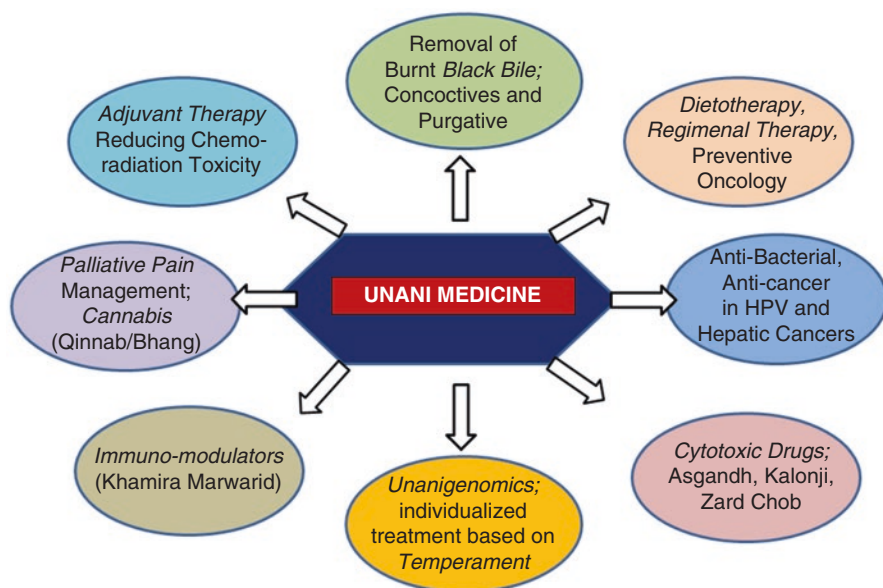 Removal of
Burnt Black Bile;
Concoctives and
Purgative
Adjuvant Therapy
Reducing Chemo-
radiation Toxicity
Dietotherapy,
Regimenal Therapy,
Preventive
Oncology
Palliative Pain
Management;
Cannabis
(Qinnab/Bhang)
UNANI MEDICINE
Anti-Bacterial,
Anti-cancer
in HPV and
Hepatic Cancers
Immuno-modulators
(Khamira Marwarid)
Unanigenomics;
individualized
treatment based on
Temperament
Cytotoxic Drugs;
Asgandh, Kalonji,
Zard Chob